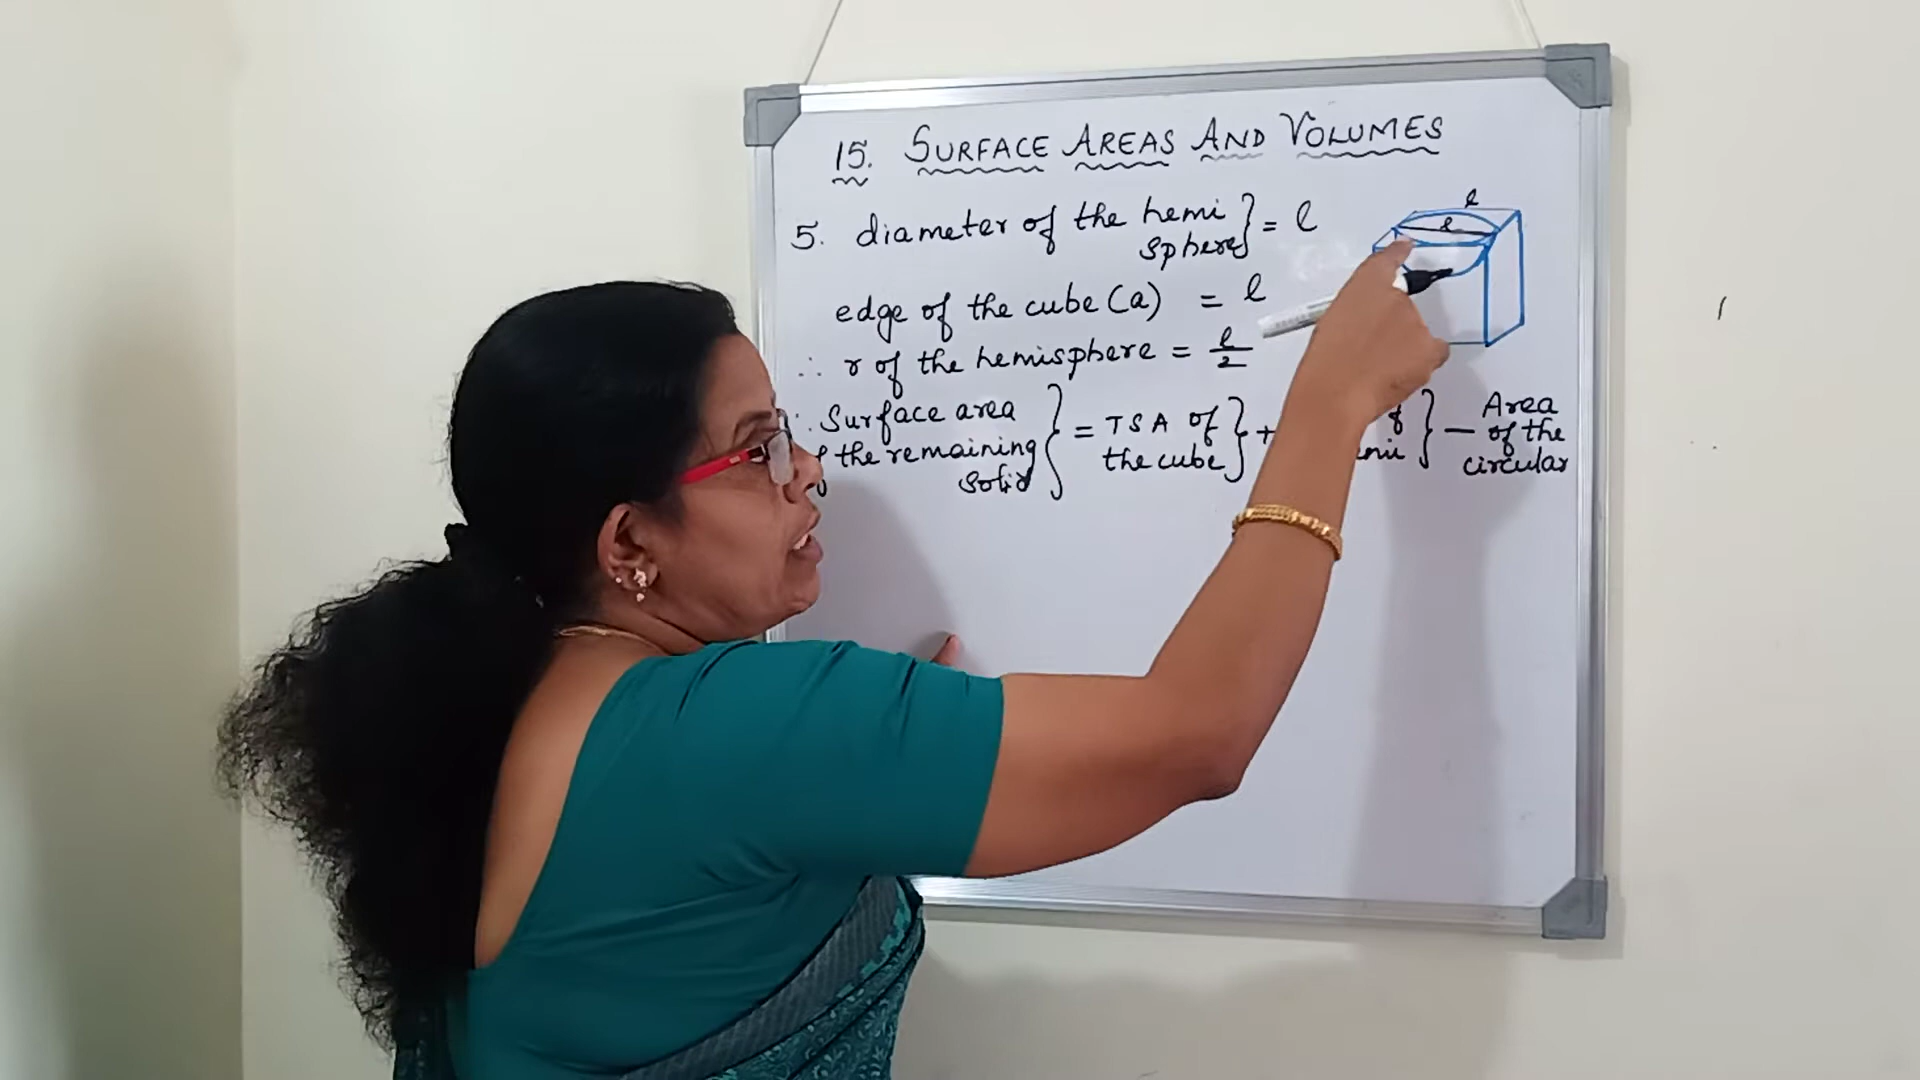 15. SURFACE AREAS AND VOLUMES
5. diameter of the hemi
sphere } = l
l
l
edge of the cube (a) = l
∴ r of the hemisphere = l/2
∴ Surface area
the remaining
solid } = TSA of
the cube } + } — Area
of the
circular